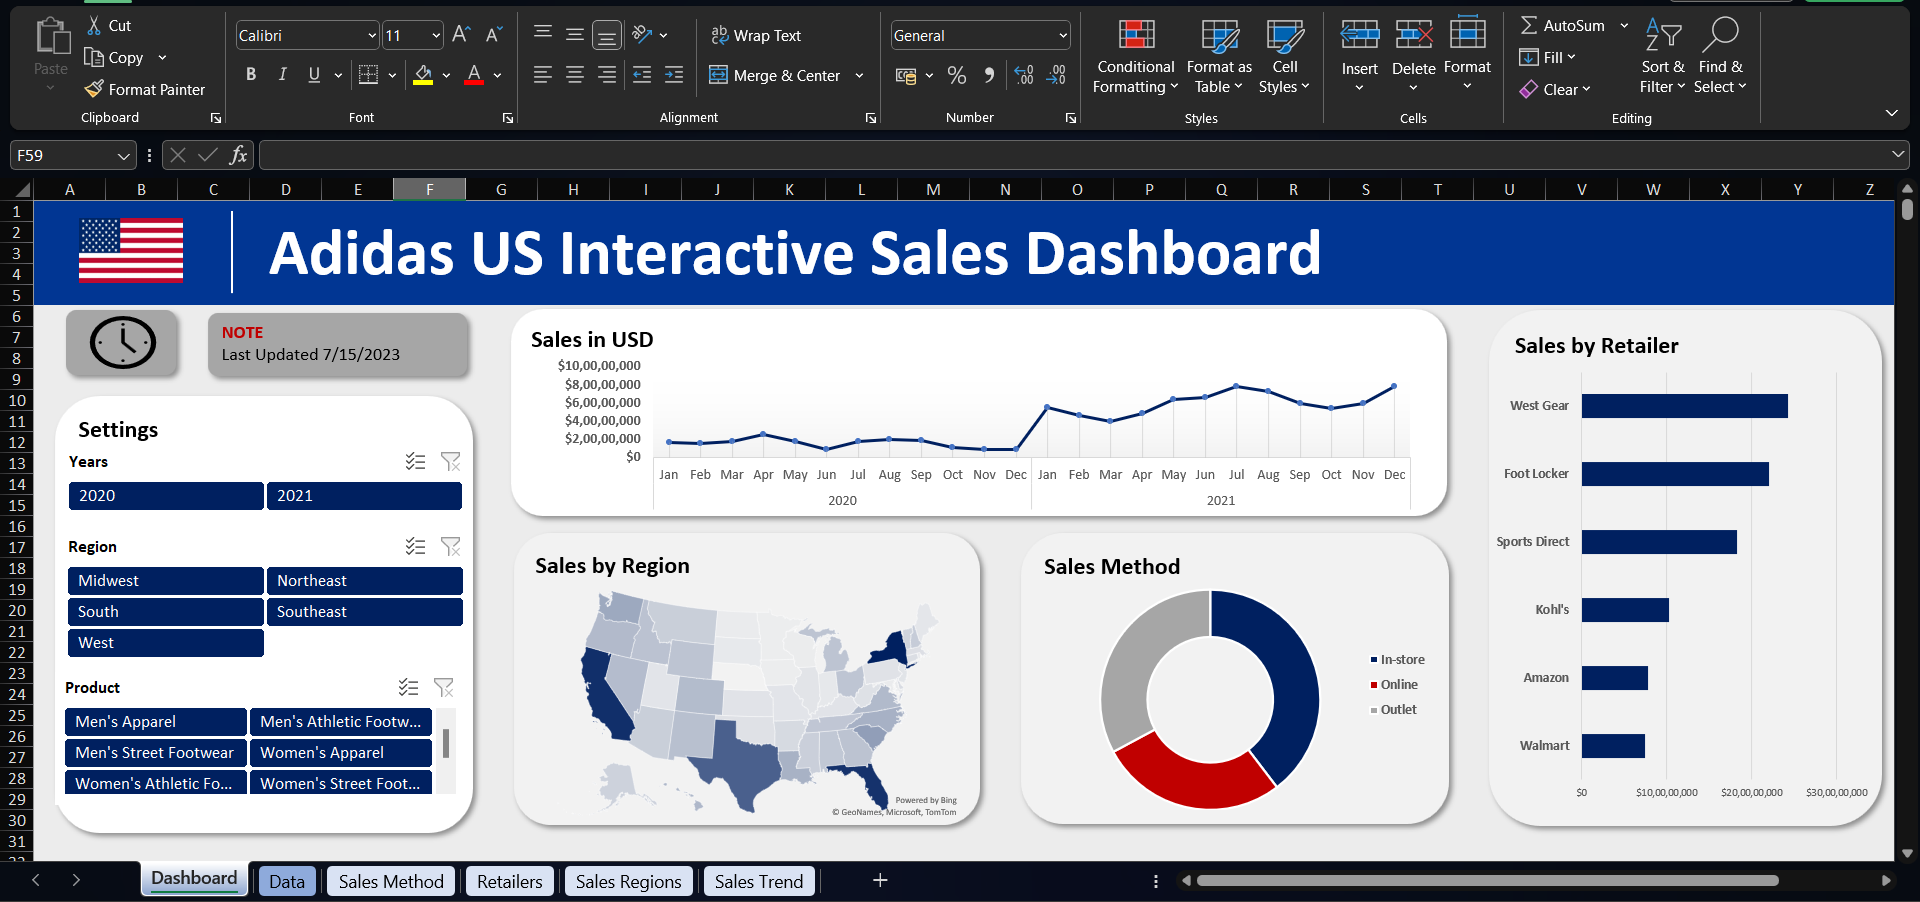 Cut
Copy
Format Painter
Paste
Clipboard
Calibri
11
A A
B I U A
Font
Wrap Text
Merge & Center
Alignment
General
% 9 .00 .00
Number
Conditional Formatting
Format as Table
Cell Styles
Styles
Insert
Delete
Format
Cells
AutoSum
Fill
Clear
Sort & Filter
Find & Select
Editing
F59
fx
A B C D E F G H I J K L M N O P Q R S T U V W X Y Z
1
2
3
4
5
6
7
8
9
10
11
12
13
14
15
16
17
18
19
20
21
22
23
24
25
26
27
28
29
30
31
Adidas US Interactive Sales Dashboard
NOTE
Last Updated 7/15/2023
Settings
Years
2020 2021
Region
Midwest Northeast
South Southeast
West
Product
Men's Apparel Men's Athletic Footw...
Men's Street Footwear Women's Apparel
Women's Athletic Fo... Women's Street Foot...
Sales in USD
$10,00,00,000
$8,00,00,000
$6,00,00,000
$4,00,00,000
$2,00,00,000
$0
Jan Feb Mar Apr May Jun Jul Aug Sep Oct Nov Dec Jan Feb Mar Apr May Jun Jul Aug Sep Oct Nov Dec
2020 2021
Sales by Region
Powered by Bing
© GeoNames, Microsoft, TomTom
Sales Method
In-store
Online
Outlet
Sales by Retailer
West Gear
Foot Locker
Sports Direct
Kohl's
Amazon
Walmart
$0 $10,00,00,000 $20,00,00,000 $30,00,00,000
Dashboard Data Sales Method Retailers Sales Regions Sales Trend